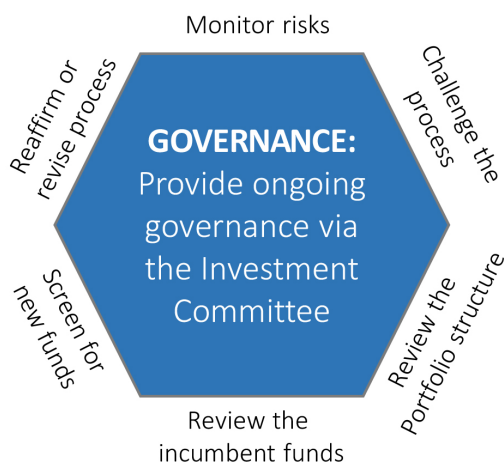 Monitor risks
Challenge the
process
Review the
Portfolio structure
Review the
incumbent funds
Screen for
new funds
Reaffirm or
revise process
GOVERNANCE:
Provide ongoing
governance via
the Investment
Committee